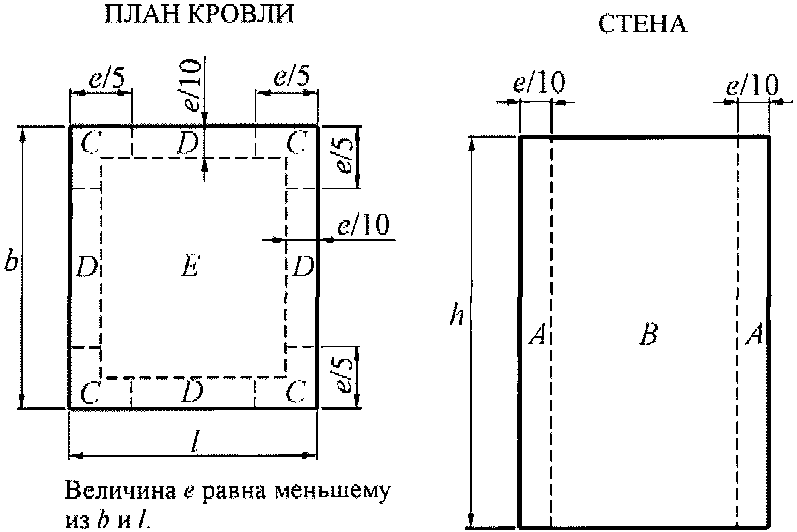 ПЛАН КРОВЛИ
e/5 e/10 e/5
C D C
e/5
e/10
b D E D
C D C
e/5
l
Величина e равна меньшему
из b и l.
СТЕНА
e/10 e/10
h A B A